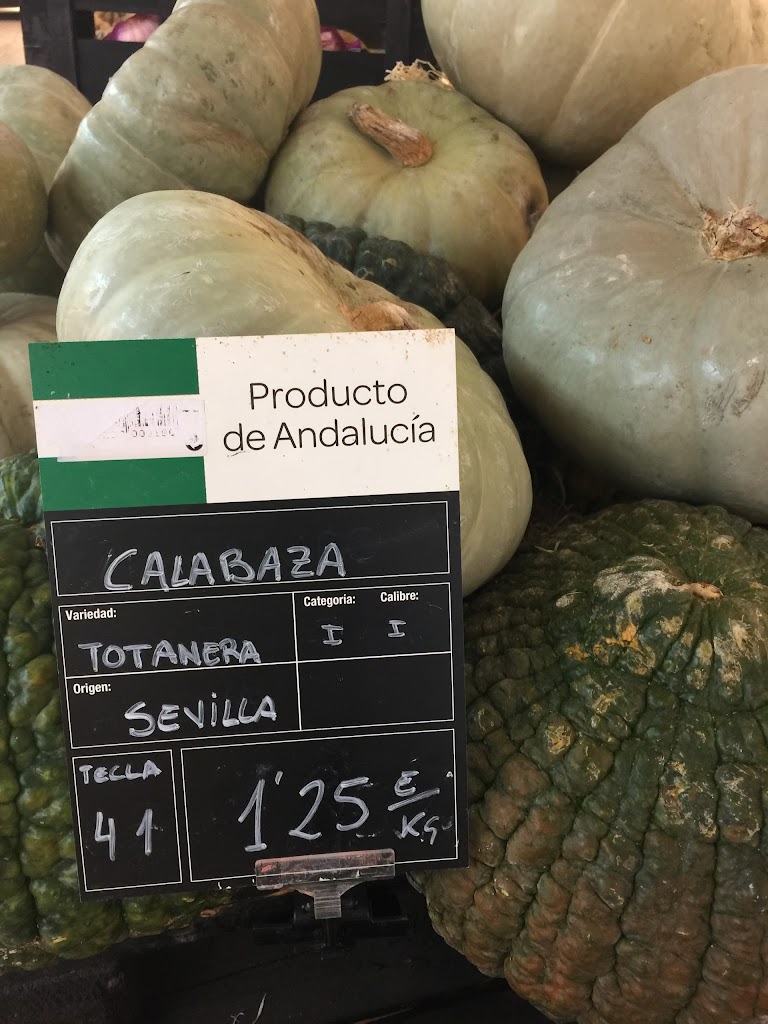 Producto
de Andalucía
CALABAZA
Variedad:
TOTANERA
Categoria: Calibre:
I I
Origen:
SEVILLA
TECLA
41
1'25 €/KG